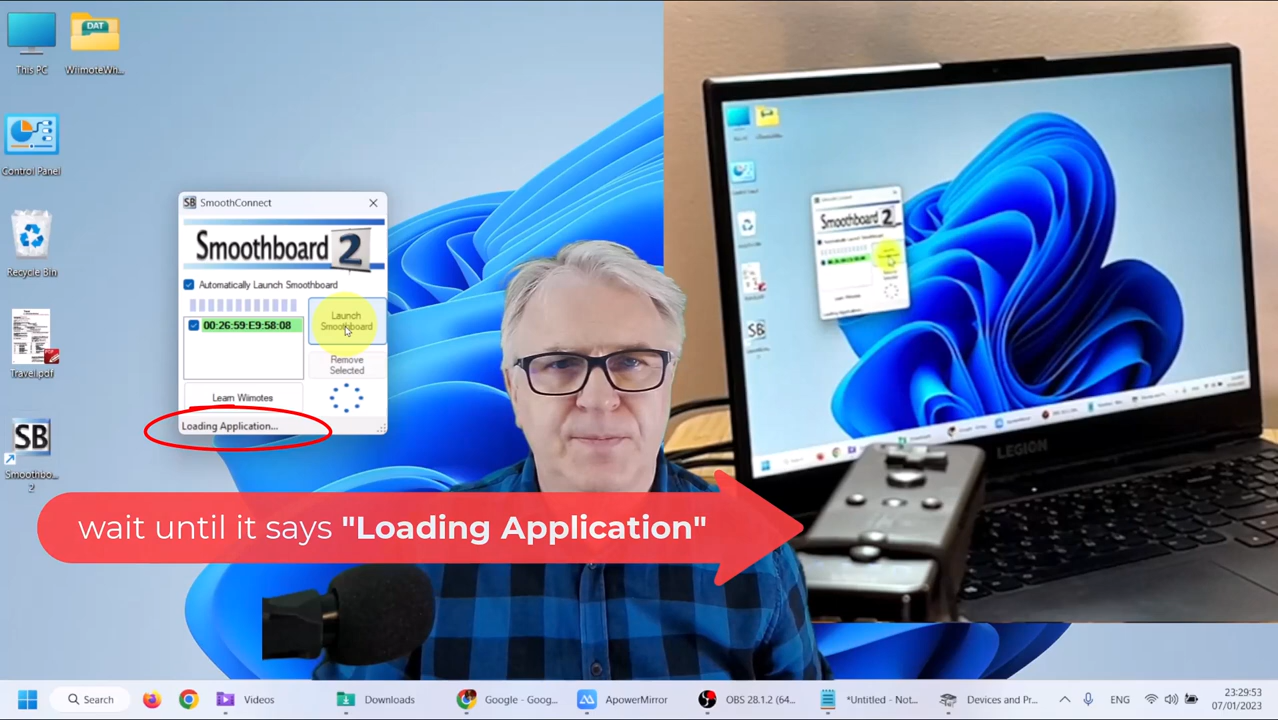 DAT
This PC
WiimoteWh...
Control Panel
Recycle Bin
Travel.pdf
SB
Smoothbo...
2
SB SmoothConnect
Smoothboard 2
Automatically Launch Smoothboard
00:26:59:E9:58:08
Launch
Smoothboard
Remove
Selected
Learn Wiimotes
Loading Application...
wait until it says "Loading Application"
Smoothboard 2
SB
LEGION
Search
Videos
Downloads
Google - Goog...
ApowerMirror
OBS 28.1.2 (64...
*Untitled - Not...
Devices and Pr...
ENG
23:29:53
07/01/2023